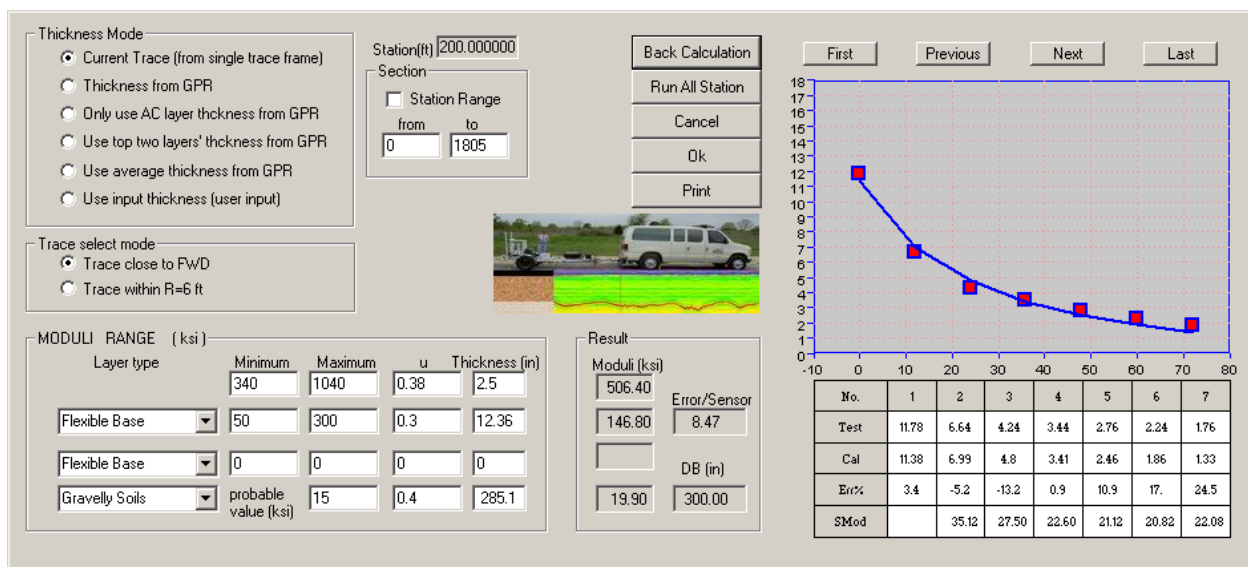 Thickness Mode
Current Trace (from single trace frame)
Thickness from GPR
Only use AC layer thckness from GPR
Use top two layers' thckness from GPR
Use average thickness from GPR
Use input thickness (user input)
Trace select mode
Trace close to FWD
Trace within R=6 ft
Station(ft) 200.000000
Section
Station Range
from to
0 1805
Back Calculation
Run All Station
Cancel
Ok
Print
First Previous Next Last
18
17
16
15
14
13
12
11
10
9
8
7
6
5
4
3
2
1
0
-10 0 10 20 30 40 50 60 70 80
MODULI RANGE (ksi)
Layer type Minimum Maximum u Thickness (in)
340 1040 0.38 2.5
Flexible Base 50 300 0.3 12.36
Flexible Base 0 0 0 0
Gravelly Soils probable value (ksi) 15 0.4 285.1
Result
Moduli (ksi)
506.40 Error/Sensor
146.80 8.47
DB (in)
19.90 300.00
No. 1 2 3 4 5 6 7
Test 11.78 6.64 4.24 3.44 2.76 2.24 1.76
Cal 11.38 6.99 4.8 3.41 2.46 1.86 1.33
Err% 3.4 -5.2 -13.2 0.9 10.9 17. 24.5
SMod 35.12 27.50 22.60 21.12 20.82 22.08